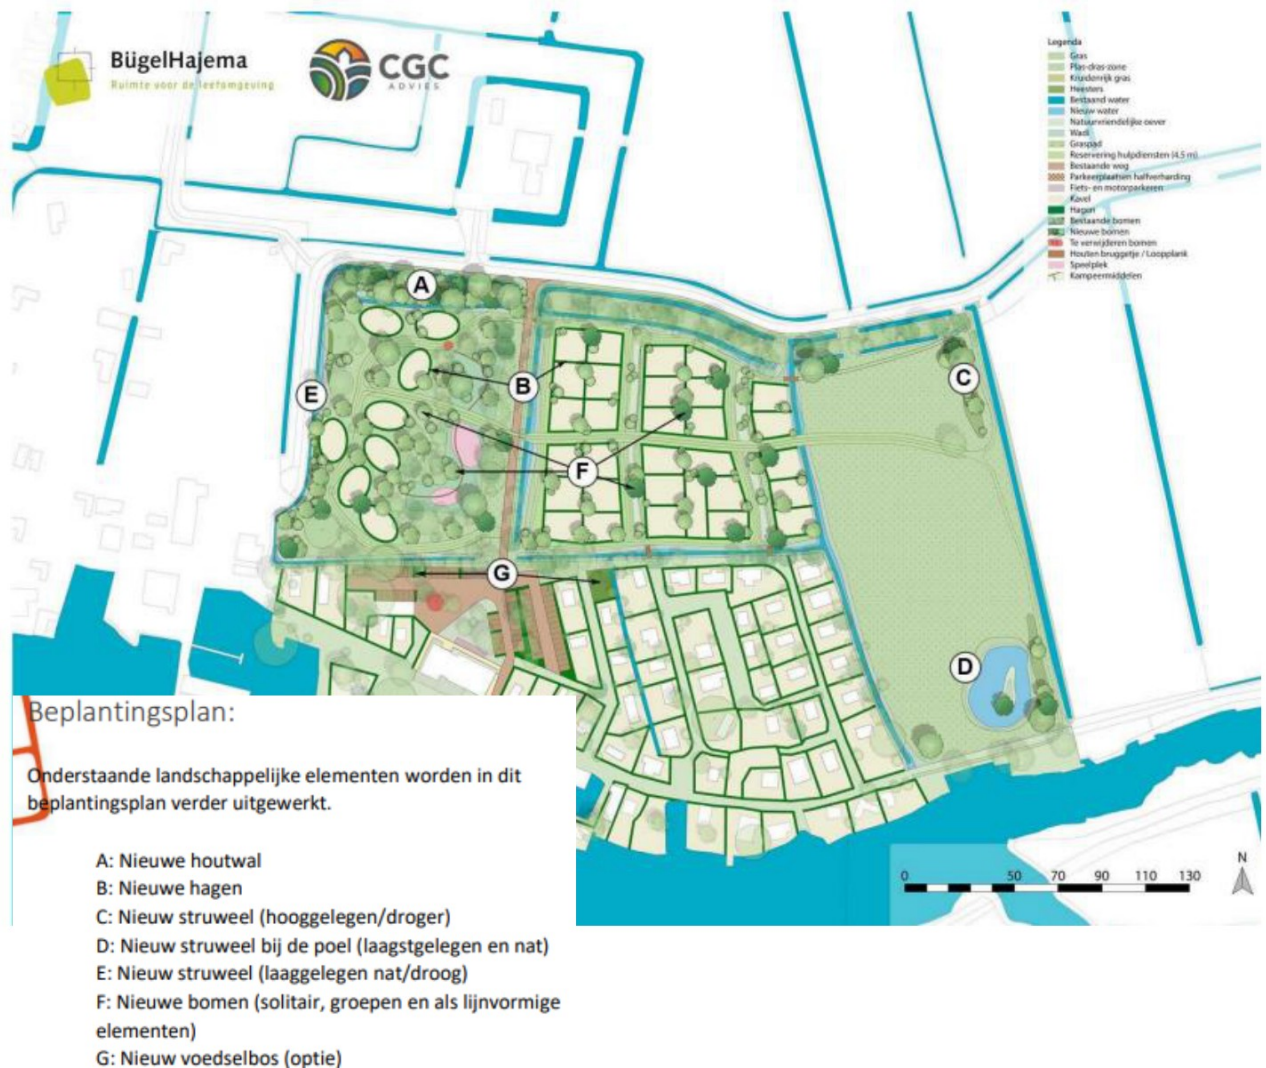 BügelHajema
Ruimte voor de leefomgeving
CGC
ADVIES
Legenda
Gras
Plas-dras-zone
Kruidenrijk gras
Heesters
Bestaand water
Nieuw water
Natuurvriendelijke oever
Wadi
Graspad
Reservering hulpdiensten (4,5 m)
Bestaande weg
Parkeerplaatsen halfverharding
Fiets- en motorparkeren
Kavel
Hagen
Bestaande bomen
Nieuwe bomen
Te verwijderen bomen
Houten bruggetje / Loopplank
Speelplek
Kampeermiddelen
A
B
C
E
F
G
D
N
0 50 70 90 110 130
Beplantingsplan:
Onderstaande landschappelijke elementen worden in dit
beplantingsplan verder uitgewerkt.
A: Nieuwe houtwal
B: Nieuwe hagen
C: Nieuw struweel (hooggelegen/droger)
D: Nieuw struweel bij de poel (laagstgelegen en nat)
E: Nieuw struweel (laaggelegen nat/droog)
F: Nieuwe bomen (solitair, groepen en als lijnvormige
elementen)
G: Nieuw voedselbos (optie)